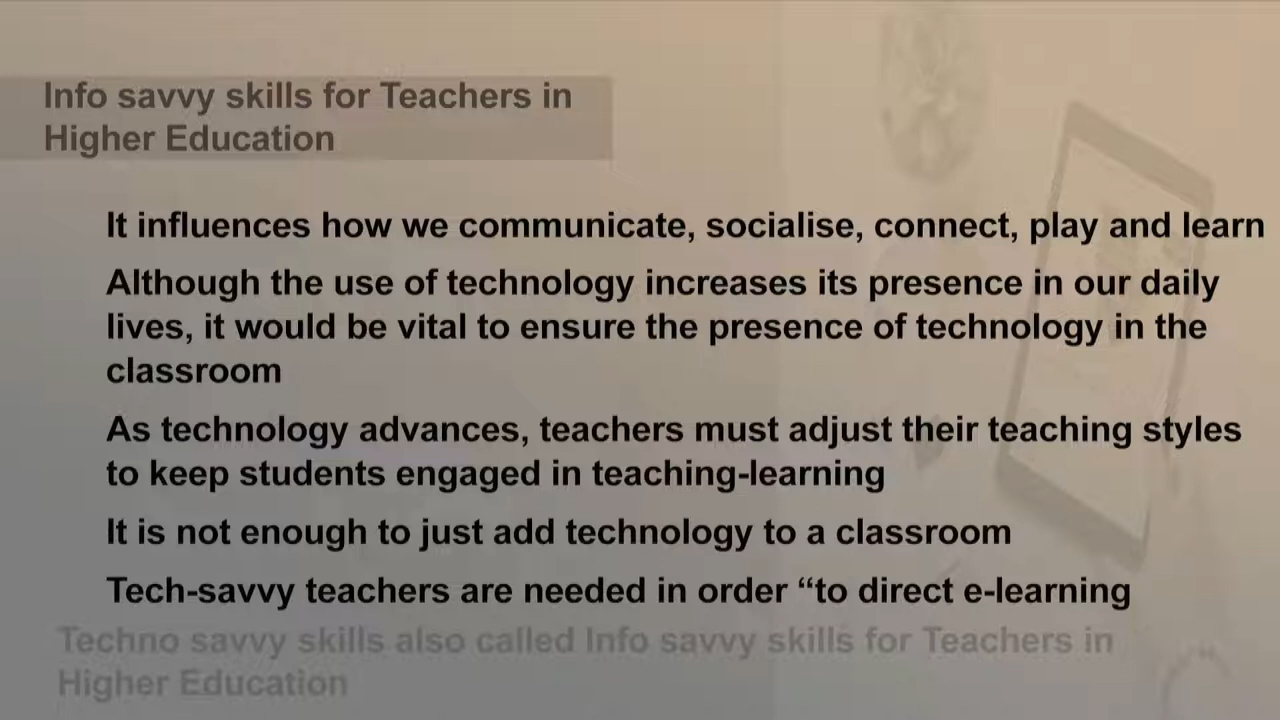 Info savvy skills for Teachers in
Higher Education
It influences how we communicate, socialise, connect, play and learn
Although the use of technology increases its presence in our daily
lives, it would be vital to ensure the presence of technology in the
classroom
As technology advances, teachers must adjust their teaching styles
to keep students engaged in teaching-learning
It is not enough to just add technology to a classroom
Tech-savvy teachers are needed in order “to direct e-learning
Techno savvy skills also called Info savvy skills for Teachers in
Higher Education